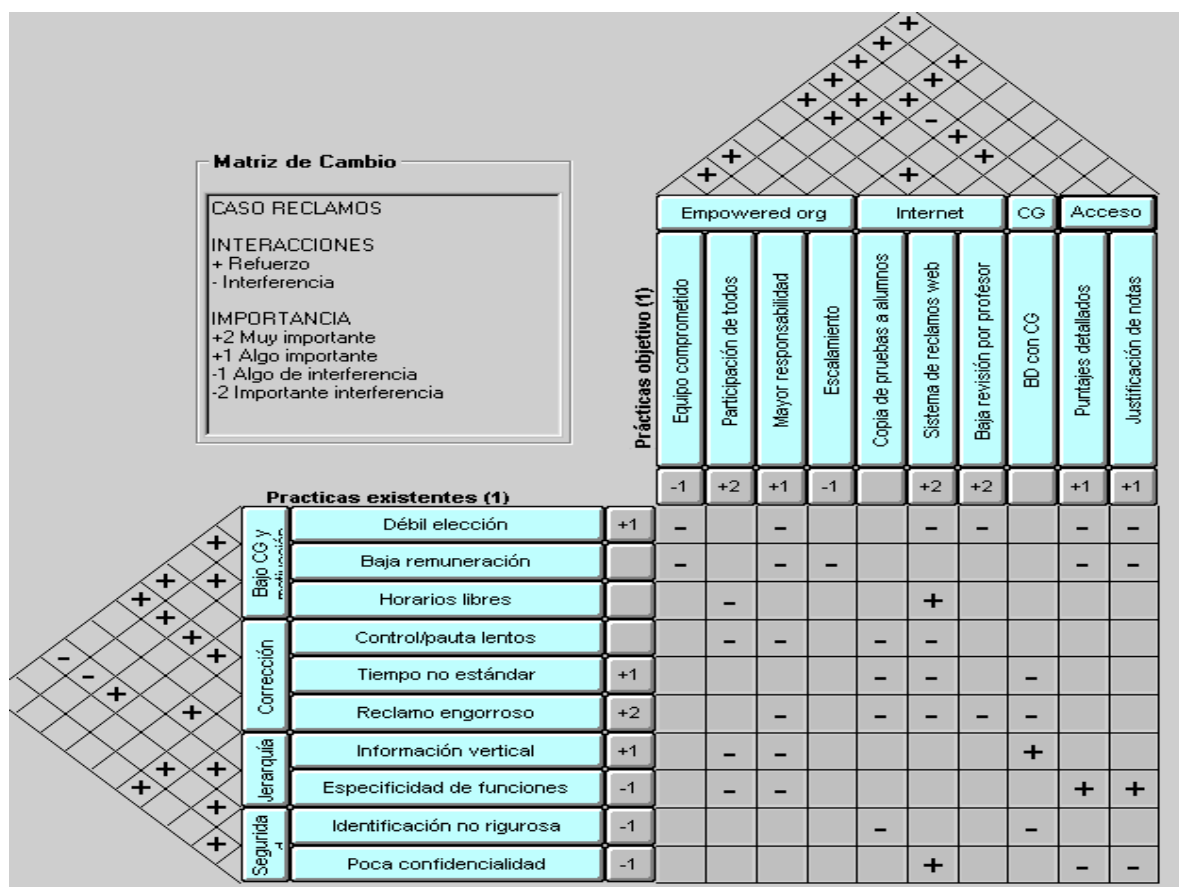 Matriz de Cambio
CASO RECLAMOS
INTERACCIONES
+ Refuerzo
- Interferencia
IMPORTANCIA
+2 Muy importante
+1 Algo importante
-1 Algo de interferencia
-2 Importante interferencia
Prácticas objetivo (1)
Empowered org
Internet
CG
Acceso
Equipo comprometido
Participación de todos
Mayor responsabilidad
Escalamiento
Copia de pruebas a alumnos
Sistema de reclamos web
Baja revisión por profesor
BD con CG
Puntajes detallados
Justificación de notas
-1 +2 +1 -1 +2 +2 +1 +1
Practicas existentes (1)
Bajo CG y
Débil elección +1 - - - - - -
Baja remuneración - - - - -
Horarios libres - +
Corrección
Control/pauta lentos - - - -
Tiempo no estándar +1 - - -
Reclamo engorroso +2 - - - - -
Jerarquía
Información vertical +1 - - +
Especificidad de funciones -1 - - + +
Segurida
Identificación no rigurosa -1 - -
Poca confidencialidad -1 + - -